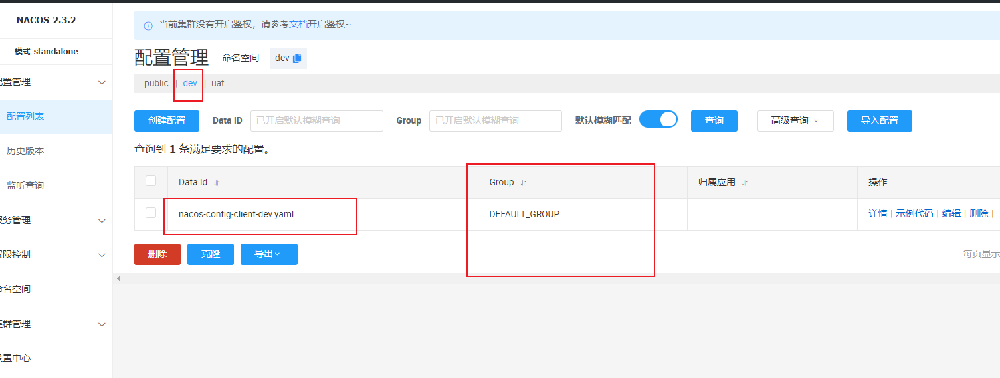 NACOS 2.3.2
模式 standalone
配置管理
配置列表
历史版本
监听查询
服务管理
权限控制
命名空间
集群管理
设置中心
当前集群没有开启鉴权，请参考文档开启鉴权~
配置管理 命名空间 dev
public | dev | uat
创建配置 Data ID 已开启默认模糊查询 Group 已开启默认模糊查询 默认模糊匹配 查询 高级查询 导入配置
查询到 1 条满足要求的配置。
Data Id Group 归属应用 操作
nacos-config-client-dev.yaml DEFAULT_GROUP 详情 | 示例代码 | 编辑 | 删除 |
删除 克隆 导出 每页显示